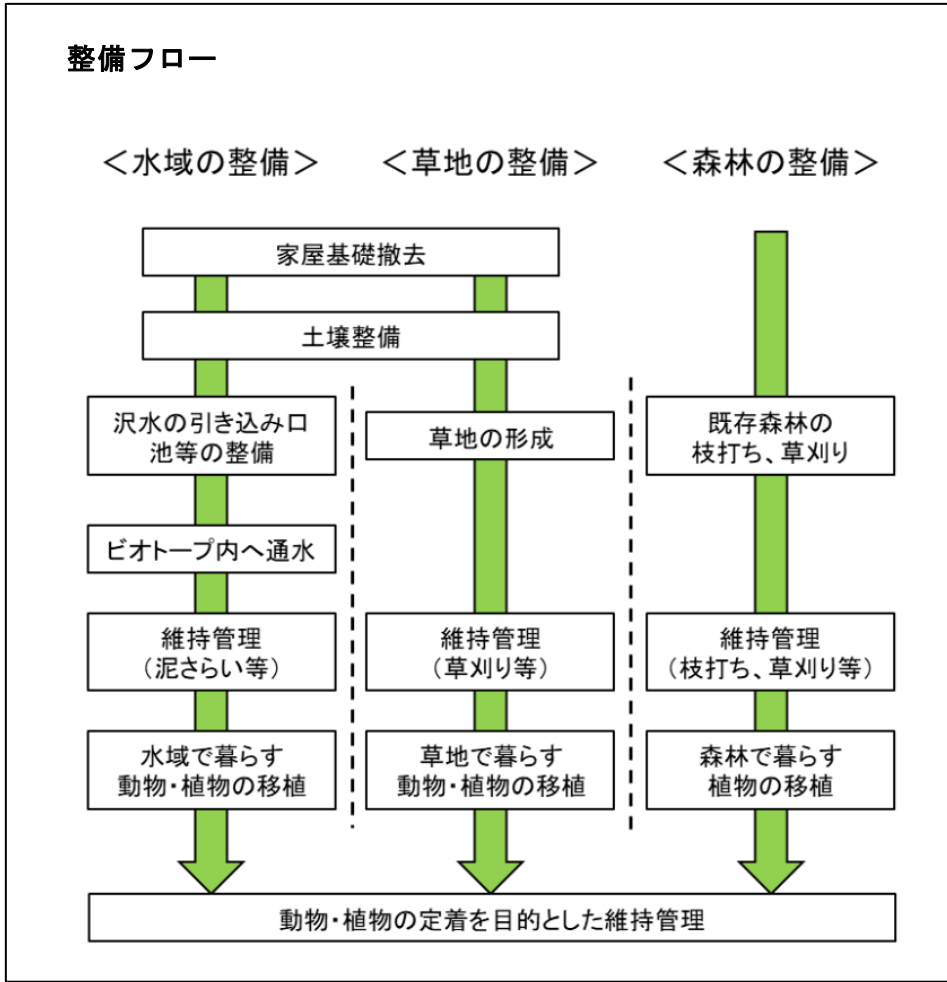 整備フロー
＜水域の整備＞
＜草地の整備＞
＜森林の整備＞
家屋基礎撤去
土壌整備
沢水の引き込み口
池等の整備
草地の形成
既存森林の
枝打ち、草刈り
ビオトープ内へ通水
維持管理
（泥さらい等）
維持管理
（草刈り等）
維持管理
（枝打ち、草刈り等）
水域で暮らす
動物・植物の移植
草地で暮らす
動物・植物の移植
森林で暮らす
植物の移植
動物・植物の定着を目的とした維持管理